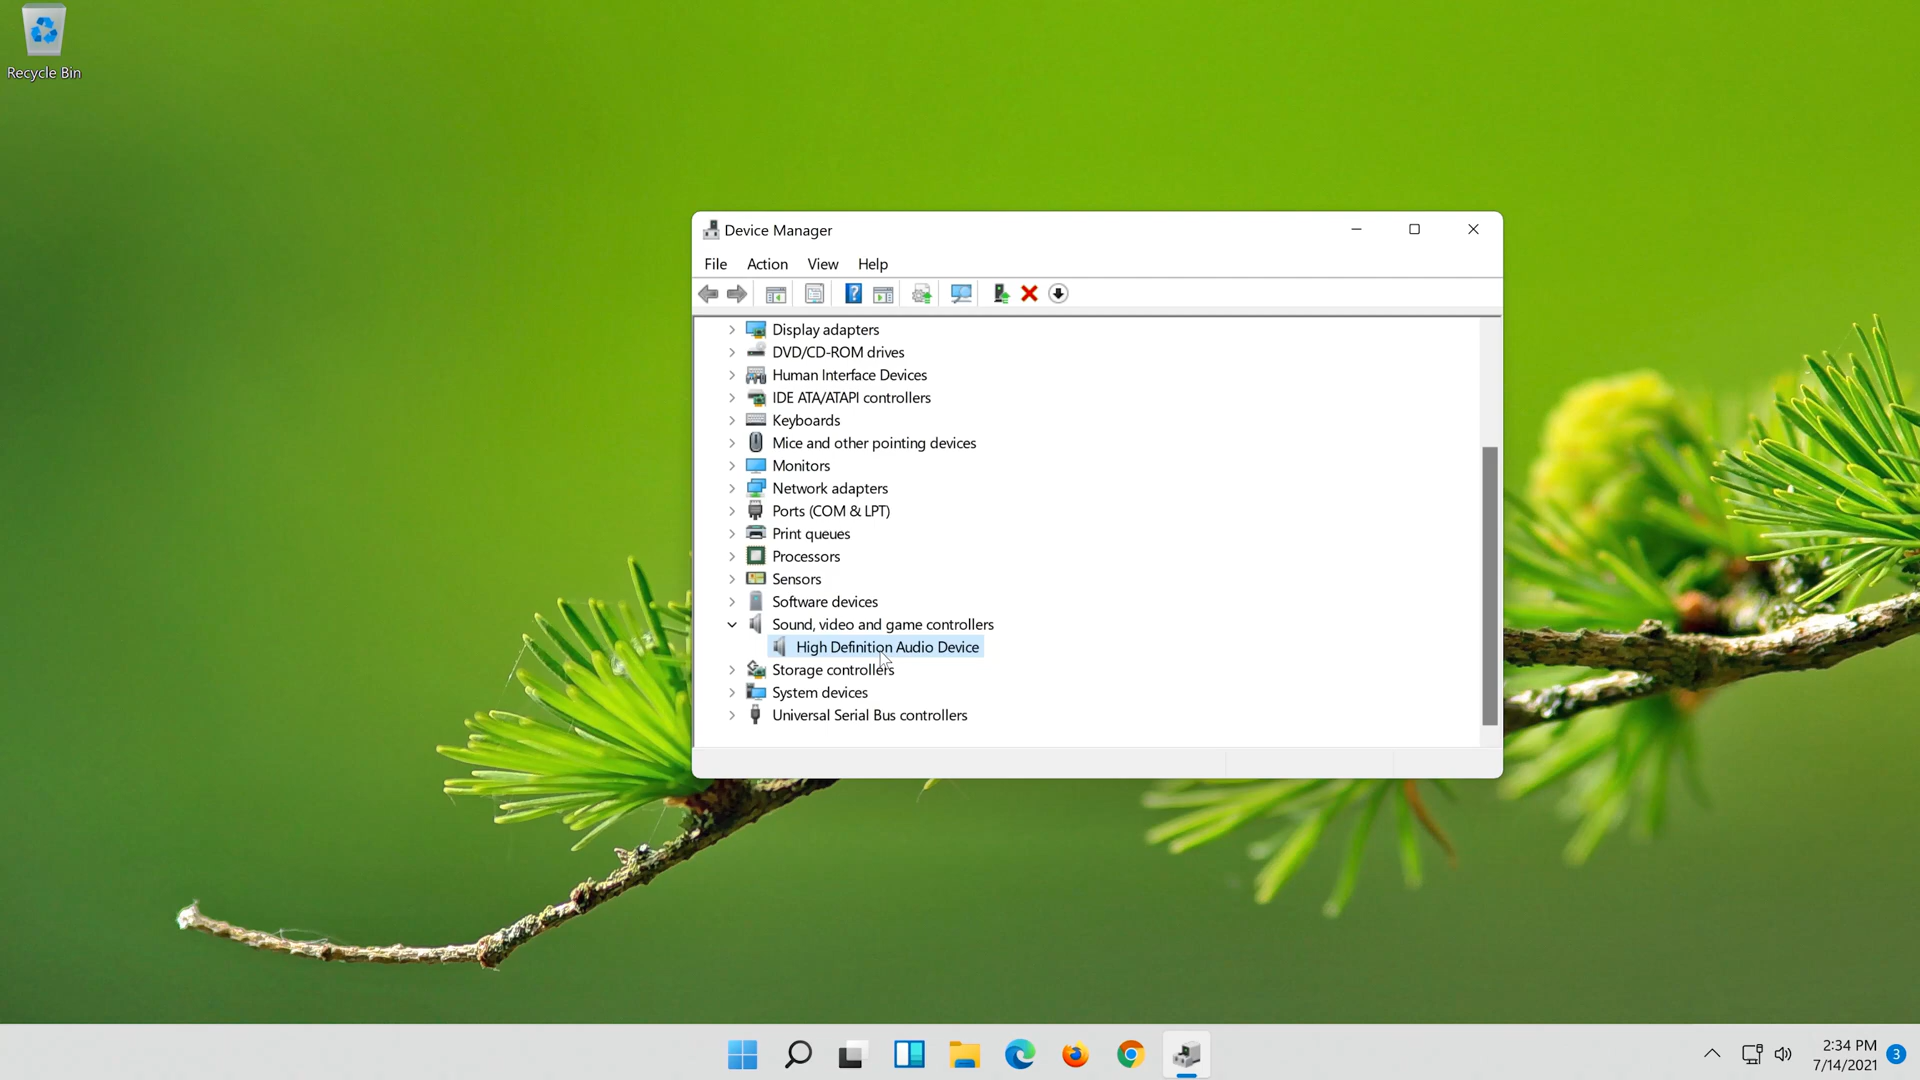 Recycle Bin
Device Manager
File Action View Help
?
Display adapters
DVD/CD-ROM drives
Human Interface Devices
IDE ATA/ATAPI controllers
Keyboards
Mice and other pointing devices
Monitors
Network adapters
Ports (COM & LPT)
Print queues
Processors
Sensors
Software devices
Sound, video and game controllers
High Definition Audio Device
Storage controllers
System devices
Universal Serial Bus controllers
2:34 PM
7/14/2021
3